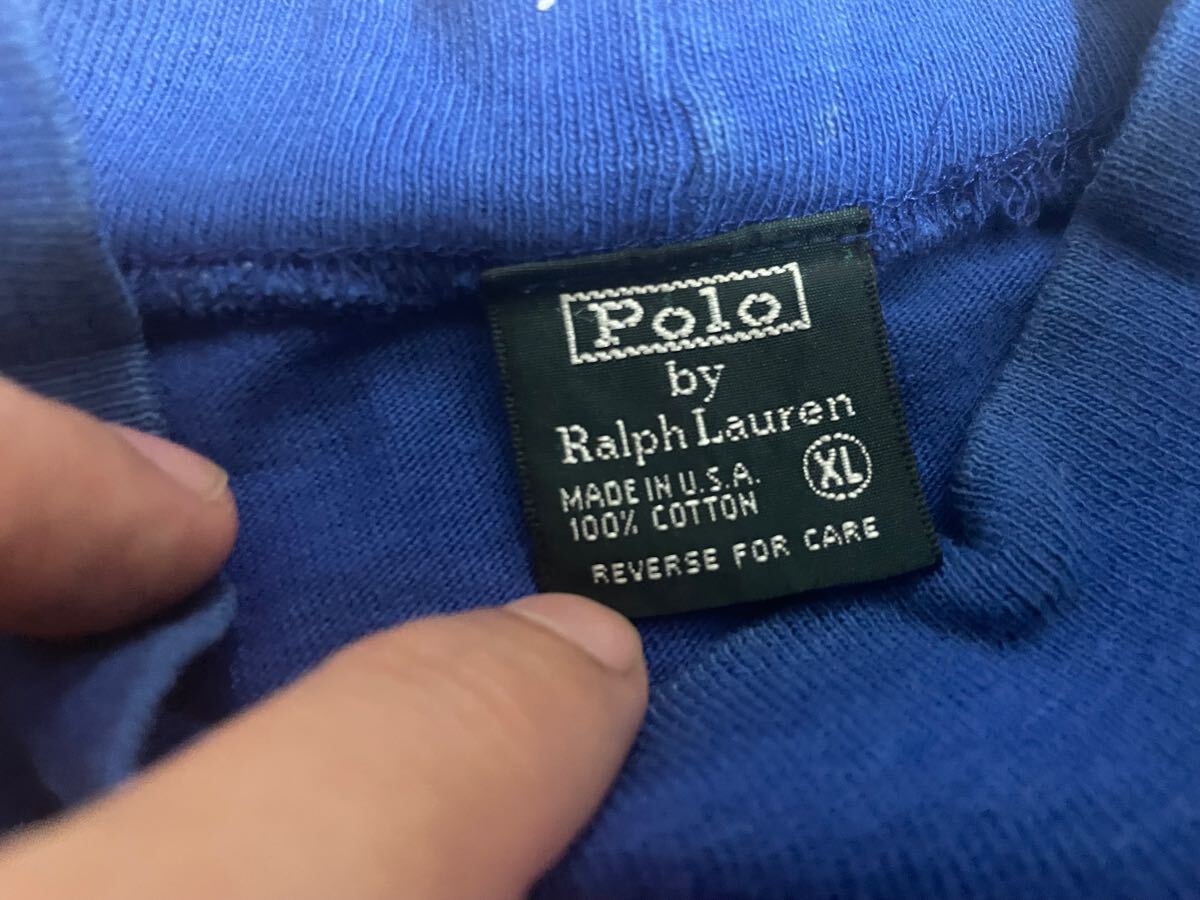 Polo
by
Ralph Lauren
MADE IN U.S.A.
100% COTTON
XL
REVERSE FOR CARE